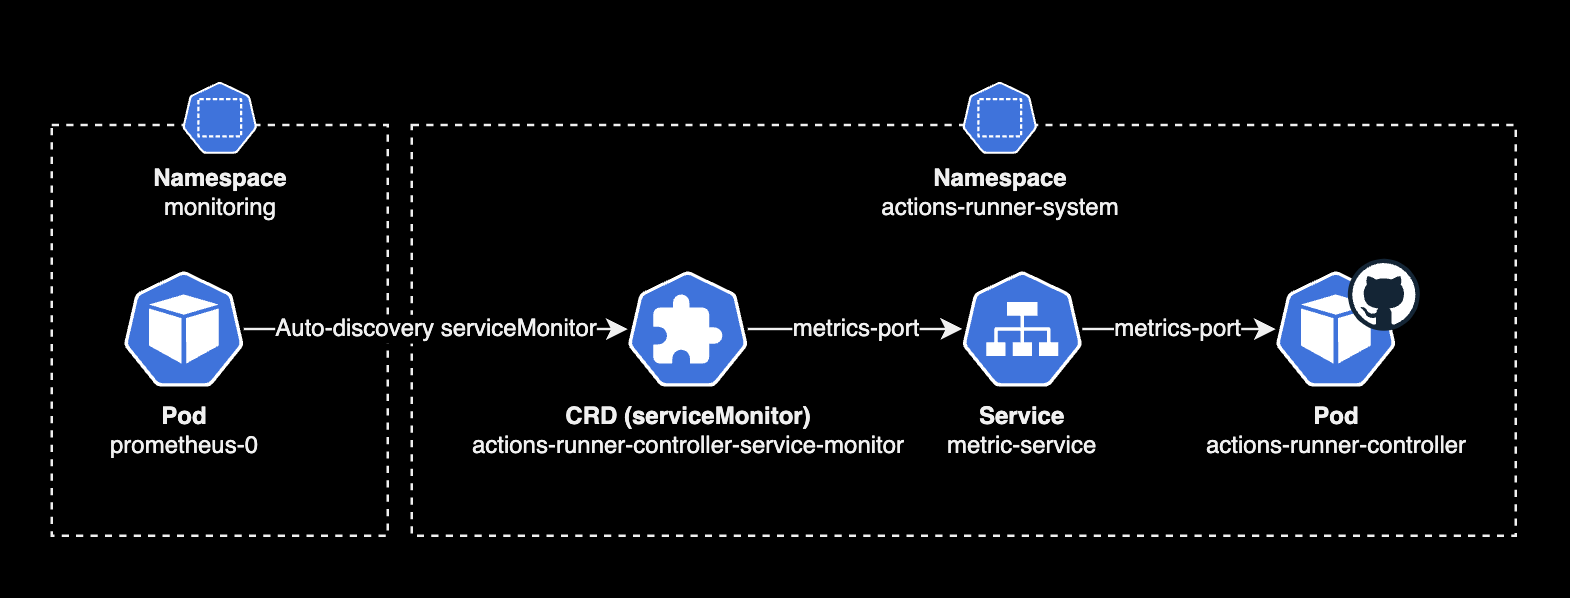 Namespace
monitoring
Namespace
actions-runner-system
Auto-discovery serviceMonitor
metrics-port
metrics-port
Pod
prometheus-0
CRD (serviceMonitor)
actions-runner-controller-service-monitor
Service
metric-service
Pod
actions-runner-controller